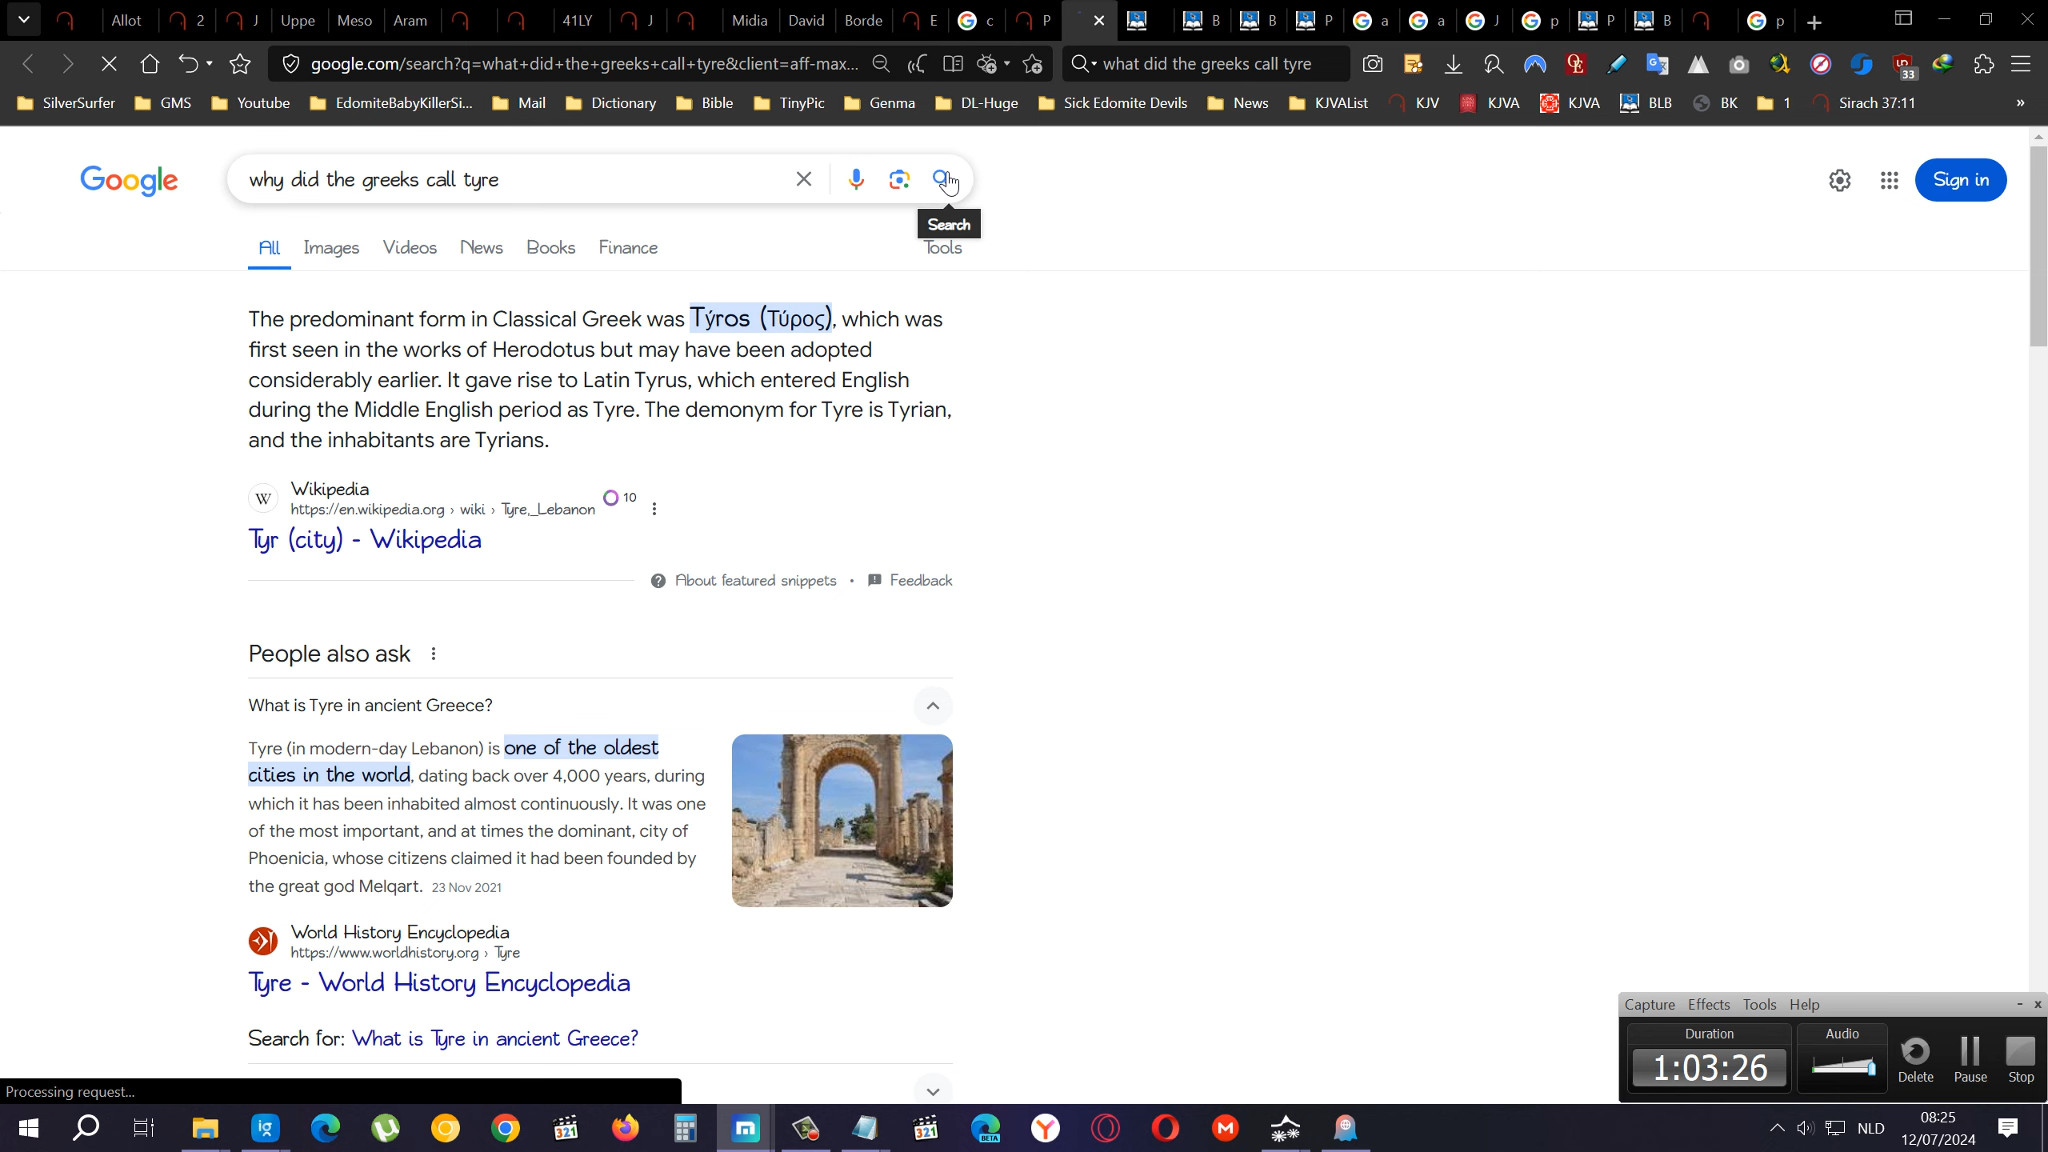 Allot
2
J
Uppe
Meso
Aram
41LY
J
Midia
David
Borde
E
c
P
B
B
P
a
a
J
p
P
B
p
google.com/search?q=what+did+the+greeks+call+tyre&client=aff-max...
what did the greeks call tyre
33
SilverSurfer
GMS
Youtube
EdomiteBabyKillerSi...
Mail
Dictionary
Bible
TinyPic
Genma
DL-Huge
Sick Edomite Devils
News
KJVAList
KJV
KJVA
KJVA
BLB
BK
1
Sirach 37:11
»
Google
why did the greeks call tyre
Sign in
Search
All
Images
Videos
News
Books
Finance
Tools
The predominant form in Classical Greek was Týros (Τύρος), which was
first seen in the works of Herodotus but may have been adopted
considerably earlier. It gave rise to Latin Tyrus, which entered English
during the Middle English period as Tyre. The demonym for Tyre is Tyrian,
and the inhabitants are Tyrians.
W
Wikipedia
https://en.wikipedia.org › wiki › Tyre,_Lebanon
10
Tyr (city) - Wikipedia
About featured snippets • Feedback
People also ask
What is Tyre in ancient Greece?
Tyre (in modern-day Lebanon) is one of the oldest
cities in the world, dating back over 4,000 years, during
which it has been inhabited almost continuously. It was one
of the most important, and at times the dominant, city of
Phoenicia, whose citizens claimed it had been founded by
the great god Melqart. 23 Nov 2021
World History Encyclopedia
https://www.worldhistory.org › Tyre
Tyre - World History Encyclopedia
Search for: What is Tyre in ancient Greece?
Processing request...
Capture Effects Tools Help
Duration
1:03:26
Audio
Delete
Pause
Stop
NLD
08:25
12/07/2024